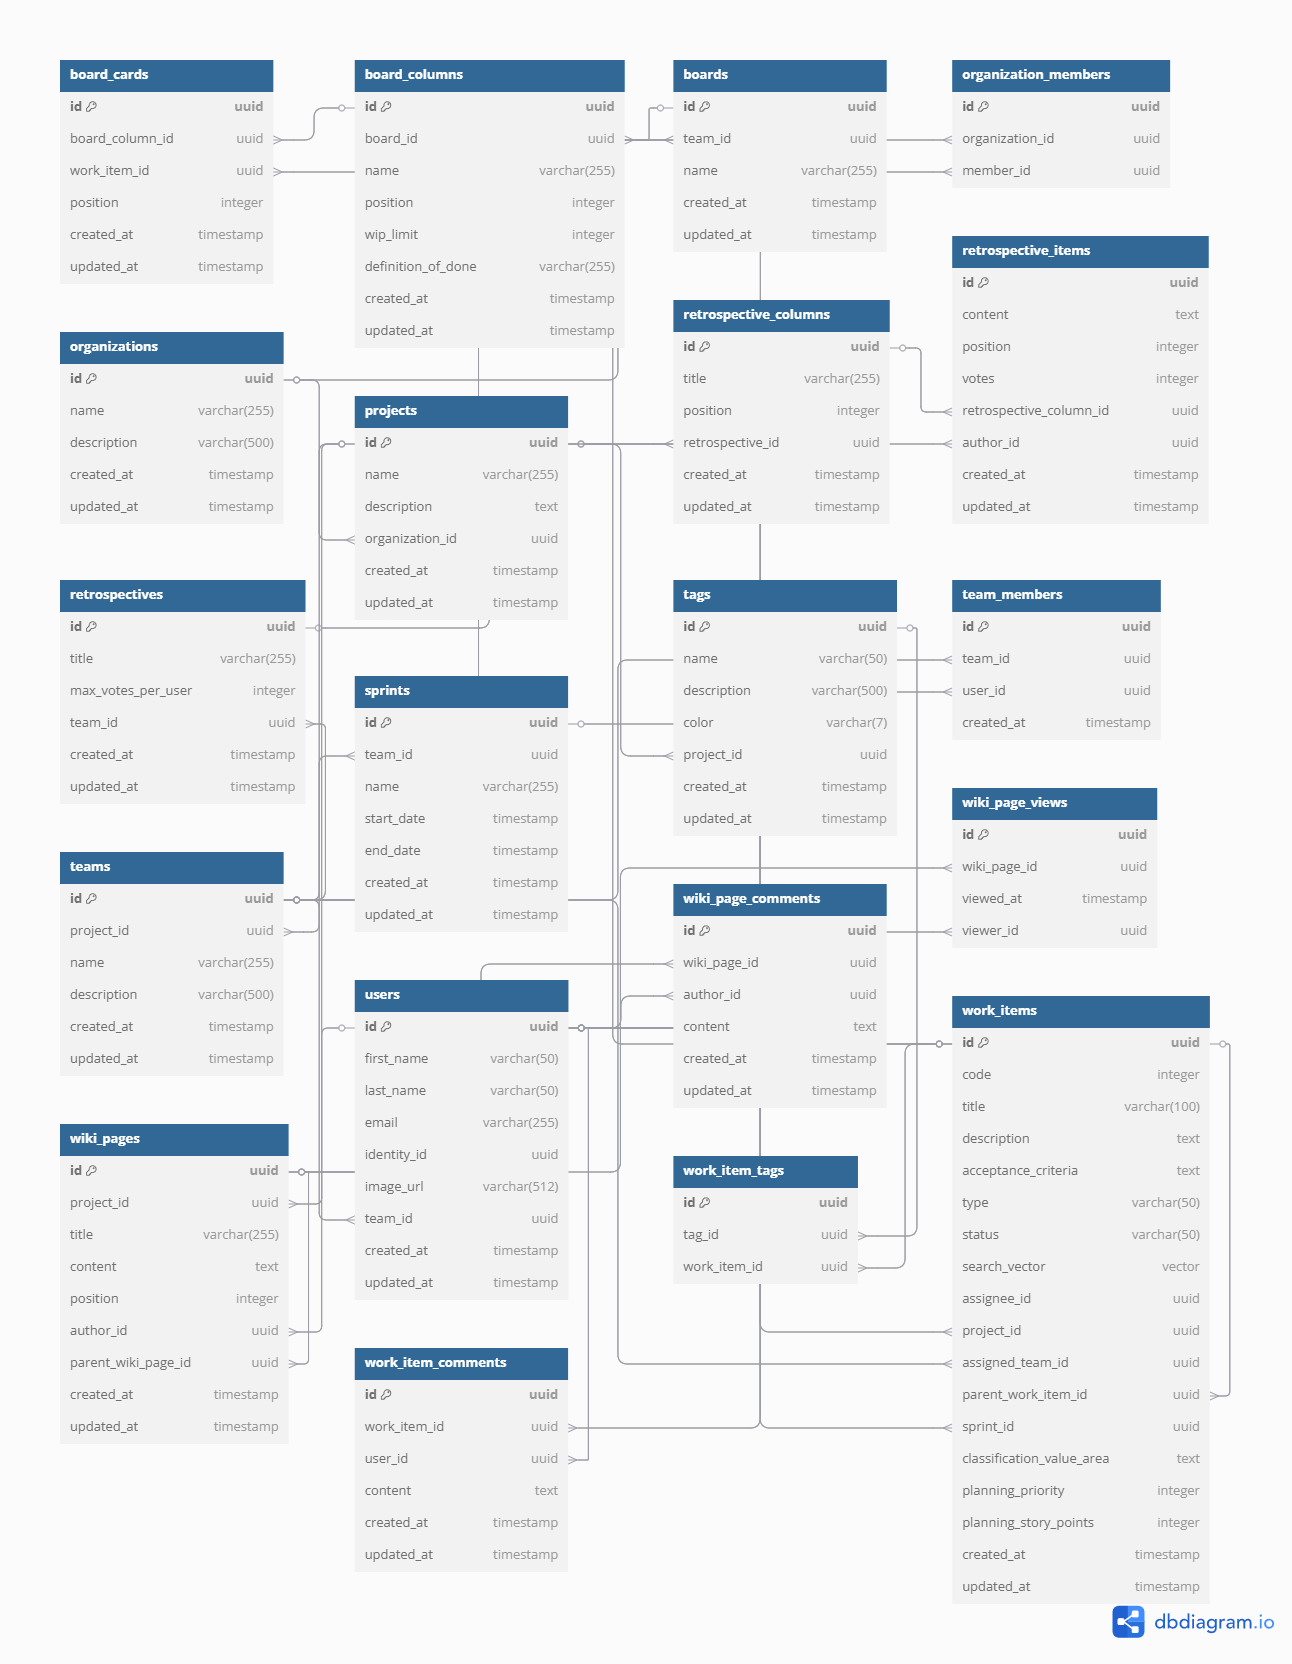 board_cards
id uuid
board_column_id uuid
work_item_id uuid
position integer
created_at timestamp
updated_at timestamp
board_columns
id uuid
board_id uuid
name varchar(255)
position integer
wip_limit integer
definition_of_done varchar(255)
created_at timestamp
updated_at timestamp
boards
id uuid
team_id uuid
name varchar(255)
created_at timestamp
updated_at timestamp
organization_members
id uuid
organization_id uuid
member_id uuid
retrospective_items
id uuid
content text
position integer
votes integer
retrospective_column_id uuid
author_id uuid
created_at timestamp
updated_at timestamp
retrospective_columns
id uuid
title varchar(255)
position integer
retrospective_id uuid
created_at timestamp
updated_at timestamp
organizations
id uuid
name varchar(255)
description varchar(500)
created_at timestamp
updated_at timestamp
projects
id uuid
name varchar(255)
description text
organization_id uuid
created_at timestamp
updated_at timestamp
retrospectives
id uuid
title varchar(255)
max_votes_per_user integer
team_id uuid
created_at timestamp
updated_at timestamp
sprints
id uuid
team_id uuid
name varchar(255)
start_date timestamp
end_date timestamp
created_at timestamp
updated_at timestamp
tags
id uuid
name varchar(50)
description varchar(500)
color varchar(7)
project_id uuid
created_at timestamp
updated_at timestamp
team_members
id uuid
team_id uuid
user_id uuid
created_at timestamp
wiki_page_views
id uuid
wiki_page_id uuid
viewed_at timestamp
viewer_id uuid
teams
id uuid
project_id uuid
name varchar(255)
description varchar(500)
created_at timestamp
updated_at timestamp
wiki_page_comments
id uuid
wiki_page_id uuid
author_id uuid
content text
created_at timestamp
updated_at timestamp
users
id uuid
first_name varchar(50)
last_name varchar(50)
email varchar(255)
identity_id uuid
image_url varchar(512)
team_id uuid
created_at timestamp
updated_at timestamp
work_items
id uuid
code integer
title varchar(100)
description text
acceptance_criteria text
type varchar(50)
status varchar(50)
search_vector vector
assignee_id uuid
project_id uuid
assigned_team_id uuid
parent_work_item_id uuid
sprint_id uuid
classification_value_area text
planning_priority integer
planning_story_points integer
created_at timestamp
updated_at timestamp
wiki_pages
id uuid
project_id uuid
title varchar(255)
content text
position integer
author_id uuid
parent_wiki_page_id uuid
created_at timestamp
updated_at timestamp
work_item_tags
id uuid
tag_id uuid
work_item_id uuid
work_item_comments
id uuid
work_item_id uuid
user_id uuid
content text
created_at timestamp
updated_at timestamp
dbdiagram.io